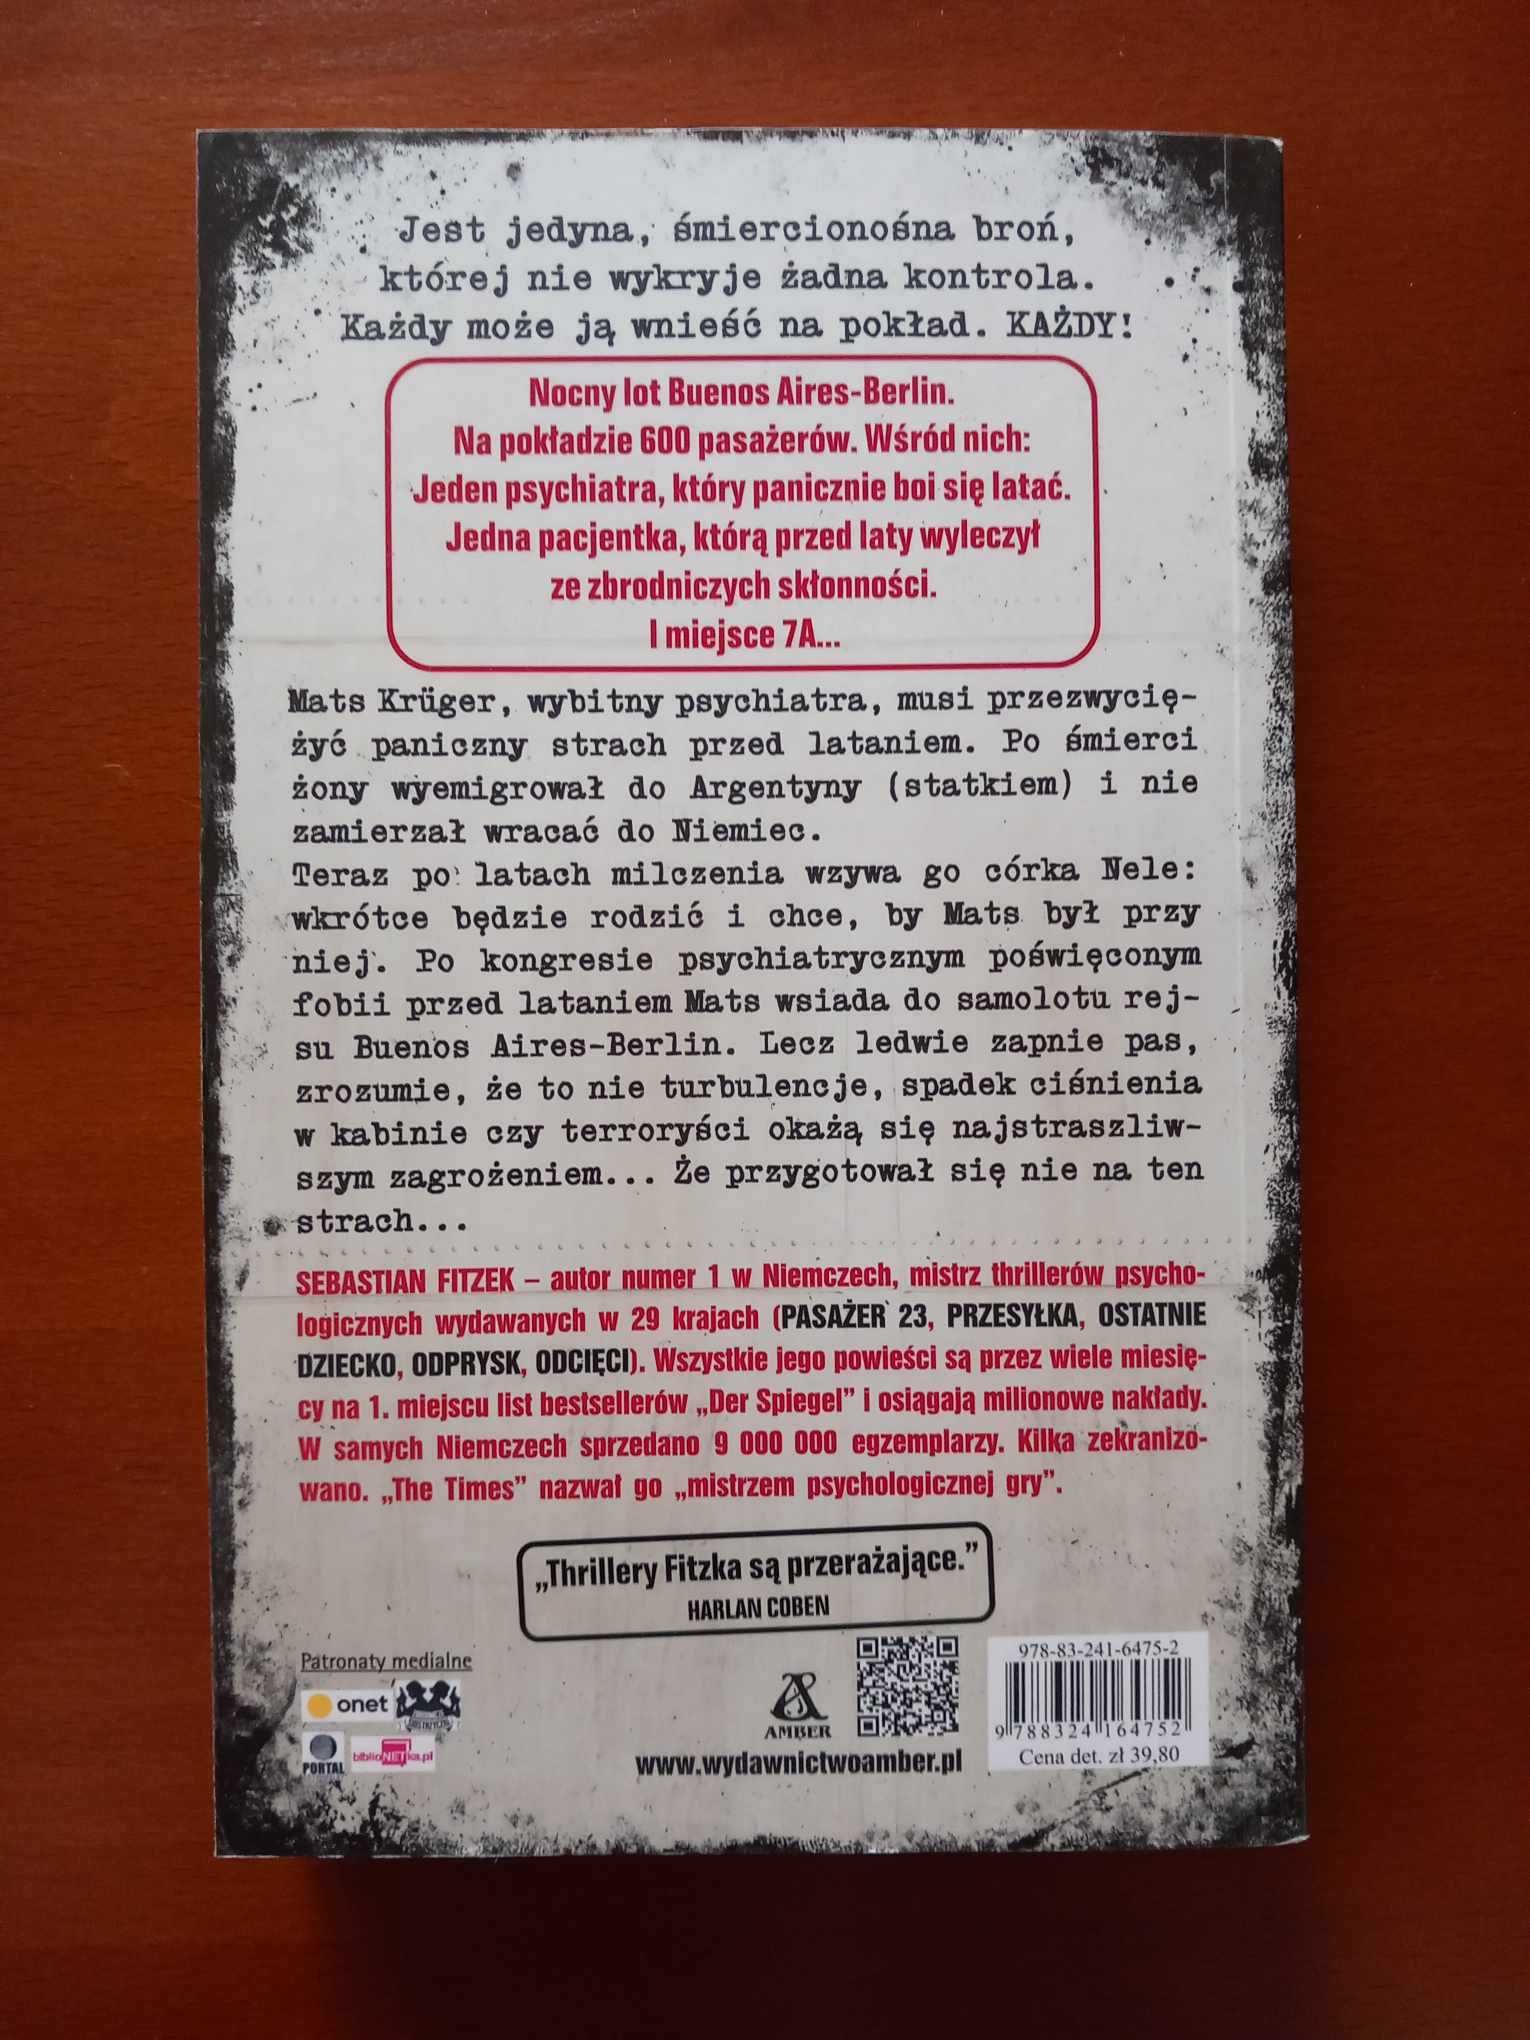 Jest jedyna, śmiercionośna broń,
której nie wykryje żadna kontrola.
Każdy może ją wnieść na pokład. KAŻDY!
Nocny lot Buenos Aires-Berlin.
Na pokładzie 600 pasażerów. Wśród nich:
Jeden psychiatra, który panicznie boi się latać.
Jedna pacjentka, którą przed laty wyleczył
ze zbrodniczych skłonności.
I miejsce 7A...
Mats Krüger, wybitny psychiatra, musi przezwycię-
żyć paniczny strach przed lataniem. Po śmierci
żony wyemigrował do Argentyny (statkiem) i nie
zamierzał wracać do Niemiec.
Teraz po latach milczenia wzywa go córka Nele:
wkrótce będzie rodzić i chce, by Mats był przy
niej. Po kongresie psychiatrycznym poświęconym
fobii przed lataniem Mats wsiada do samolotu rej-
su Buenos Aires-Berlin. Lecz ledwie zapnie pas,
zrozumie, że to nie turbulencje, spadek ciśnienia
w kabinie czy terroryści okażą się najstraszliw-
szym zagrożeniem... Że przygotował się nie na ten
strach...
SEBASTIAN FITZEK – autor numer 1 w Niemczech, mistrz thrillerów psycho-
logicznych wydawanych w 29 krajach (PASAŻER 23, PRZESYŁKA, OSTATNIE
DZIECKO, ODPRYSK, ODCIĘCI). Wszystkie jego powieści są przez wiele miesię-
cy na 1. miejscu list bestsellerów „Der Spiegel” i osiągają milionowe nakłady.
W samych Niemczech sprzedano 9 000 000 egzemplarzy. Kilka zekranizo-
wano. „The Times” nazwał go „mistrzem psychologicznej gry”.
„Thrillery Fitzka są przerażające.”
HARLAN COBEN
Patronaty medialne
onet
PORTAL
biblioNETka.pl
AMBER
www.wydawnictwoamber.pl
978-83-241-6475-2
9 788324 164752
Cena det. zł 39,80